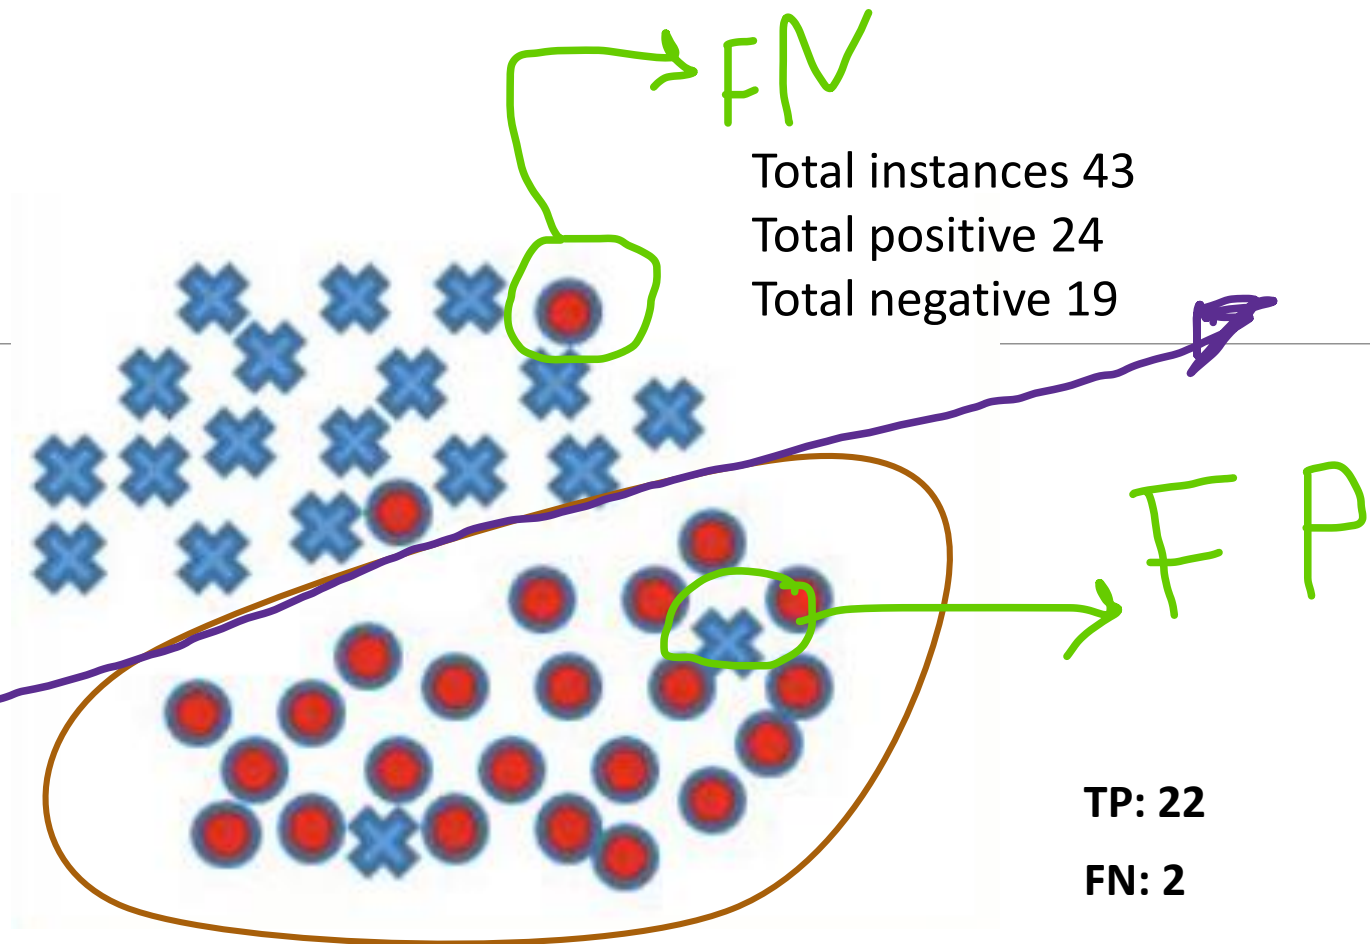 FN
Total instances 43
Total positive 24
Total negative 19
FP
TP: 22
FN: 2